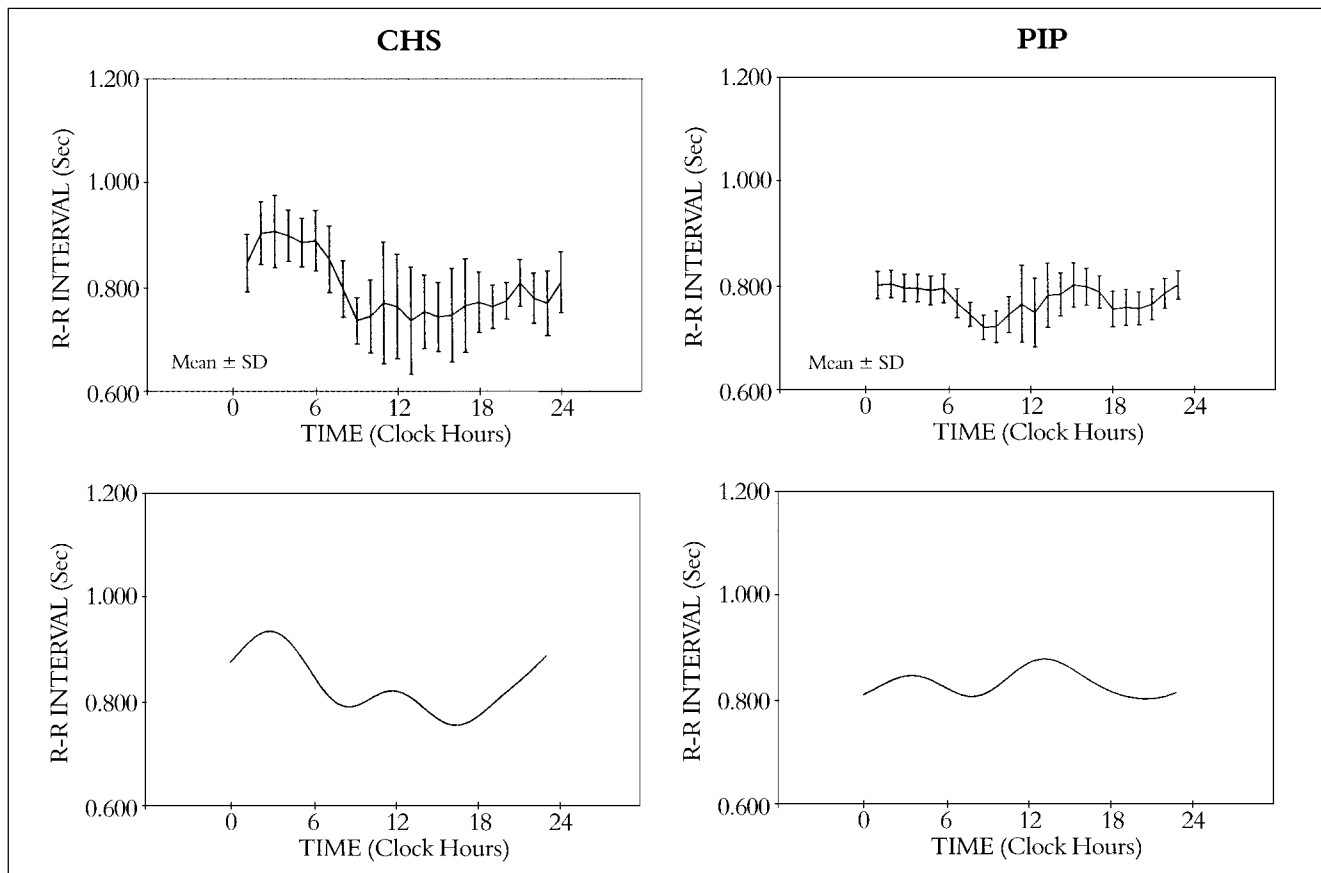 CHS
PIP
1.200
1.000
0.800
0.600
R-R INTERVAL (Sec)
Mean ± SD
0 6 12 18 24
TIME (Clock Hours)
1.200
1.000
0.800
0.600
R-R INTERVAL (Sec)
Mean ± SD
0 6 12 18 24
TIME (Clock Hours)
1.200
1.000
0.800
0.600
R-R INTERVAL (Sec)
0 6 12 18 24
TIME (Clock Hours)
1.200
1.000
0.800
0.600
R-R INTERVAL (Sec)
0 6 12 18 24
TIME (Clock Hours)